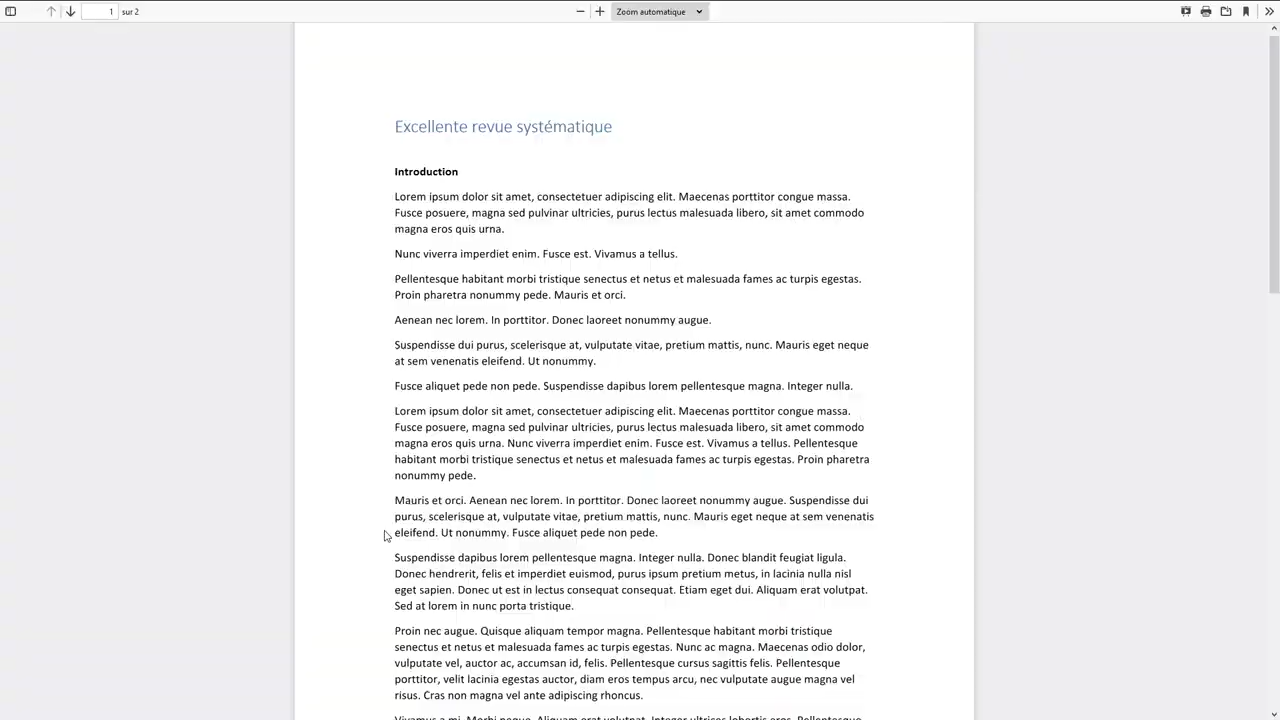 1 sur 2
Zoom automatique
Excellente revue systématique
Introduction
Lorem ipsum dolor sit amet, consectetuer adipiscing elit. Maecenas porttitor congue massa.
Fusce posuere, magna sed pulvinar ultricies, purus lectus malesuada libero, sit amet commodo
magna eros quis urna.
Nunc viverra imperdiet enim. Fusce est. Vivamus a tellus.
Pellentesque habitant morbi tristique senectus et netus et malesuada fames ac turpis egestas.
Proin pharetra nonummy pede. Mauris et orci.
Aenean nec lorem. In porttitor. Donec laoreet nonummy augue.
Suspendisse dui purus, scelerisque at, vulputate vitae, pretium mattis, nunc. Mauris eget neque
at sem venenatis eleifend. Ut nonummy.
Fusce aliquet pede non pede. Suspendisse dapibus lorem pellentesque magna. Integer nulla.
Lorem ipsum dolor sit amet, consectetuer adipiscing elit. Maecenas porttitor congue massa.
Fusce posuere, magna sed pulvinar ultricies, purus lectus malesuada libero, sit amet commodo
magna eros quis urna. Nunc viverra imperdiet enim. Fusce est. Vivamus a tellus. Pellentesque
habitant morbi tristique senectus et netus et malesuada fames ac turpis egestas. Proin pharetra
nonummy pede.
Mauris et orci. Aenean nec lorem. In porttitor. Donec laoreet nonummy augue. Suspendisse dui
purus, scelerisque at, vulputate vitae, pretium mattis, nunc. Mauris eget neque at sem venenatis
eleifend. Ut nonummy. Fusce aliquet pede non pede.
Suspendisse dapibus lorem pellentesque magna. Integer nulla. Donec blandit feugiat ligula.
Donec hendrerit, felis et imperdiet euismod, purus ipsum pretium metus, in lacinia nulla nisl
eget sapien. Donec ut est in lectus consequat consequat. Etiam eget dui. Aliquam erat volutpat.
Sed at lorem in nunc porta tristique.
Proin nec augue. Quisque aliquam tempor magna. Pellentesque habitant morbi tristique
senectus et netus et malesuada fames ac turpis egestas. Nunc ac magna. Maecenas odio dolor,
vulputate vel, auctor ac, accumsan id, felis. Pellentesque cursus sagittis felis. Pellentesque
porttitor, velit lacinia egestas auctor, diam eros tempus arcu, nec vulputate augue magna vel
risus. Cras non magna vel ante adipiscing rhoncus.
Vivamus a mi. Morbi neque. Aliquam erat volutpat. Integer ultrices lobortis eros. Pellentesque